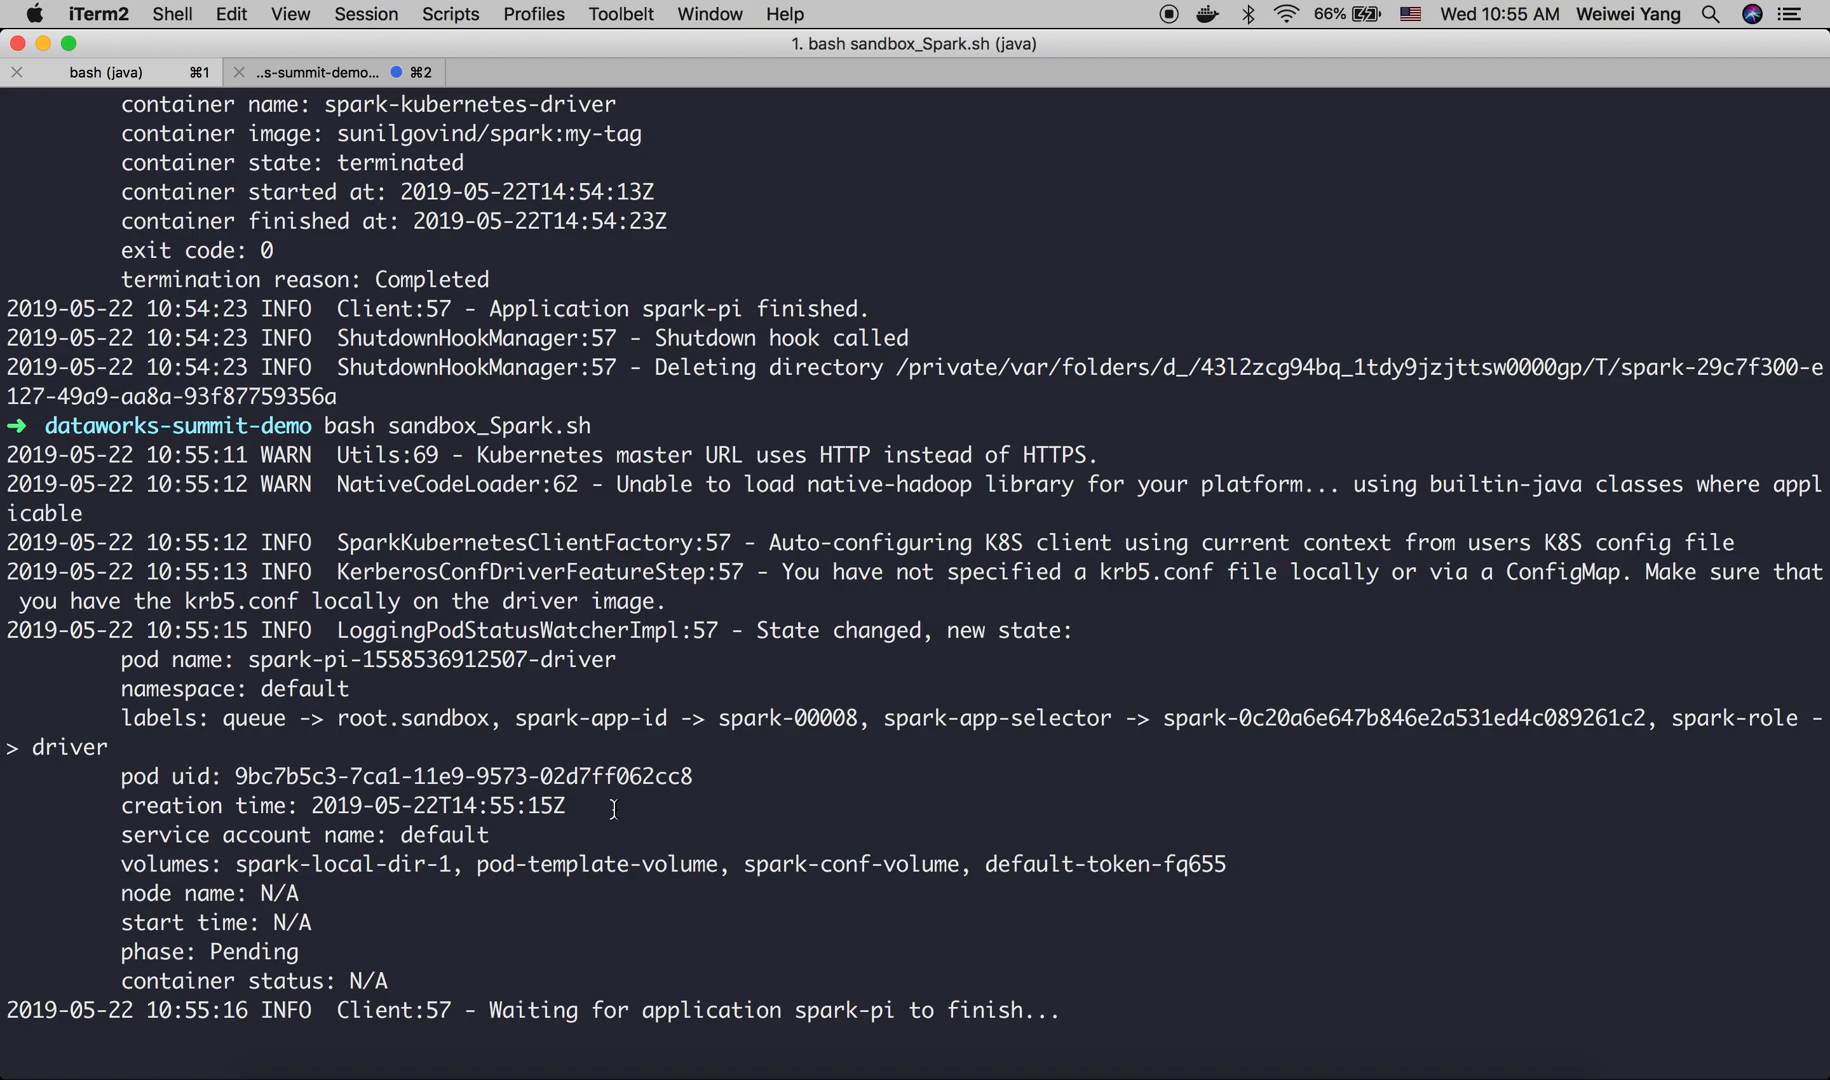 iTerm2 Shell Edit View Session Scripts Profiles Toolbelt Window Help 66% Wed 10:55 AM Weiwei Yang
1. bash sandbox_Spark.sh (java)
bash (java) ⌘1 ..s-summit-demo... ⌘2
container name: spark-kubernetes-driver
container image: sunilgovind/spark:my-tag
container state: terminated
container started at: 2019-05-22T14:54:13Z
container finished at: 2019-05-22T14:54:23Z
exit code: 0
termination reason: Completed
2019-05-22 10:54:23 INFO  Client:57 - Application spark-pi finished.
2019-05-22 10:54:23 INFO  ShutdownHookManager:57 - Shutdown hook called
2019-05-22 10:54:23 INFO  ShutdownHookManager:57 - Deleting directory /private/var/folders/d_/43l2zcg94bq_1tdy9jzjttsw0000gp/T/spark-29c7f300-e
127-49a9-aa8a-93f87759356a
➜  dataworks-summit-demo bash sandbox_Spark.sh
2019-05-22 10:55:11 WARN  Utils:69 - Kubernetes master URL uses HTTP instead of HTTPS.
2019-05-22 10:55:12 WARN  NativeCodeLoader:62 - Unable to load native-hadoop library for your platform... using builtin-java classes where appl
icable
2019-05-22 10:55:12 INFO  SparkKubernetesClientFactory:57 - Auto-configuring K8S client using current context from users K8S config file
2019-05-22 10:55:13 INFO  KerberosConfDriverFeatureStep:57 - You have not specified a krb5.conf file locally or via a ConfigMap. Make sure that
you have the krb5.conf locally on the driver image.
2019-05-22 10:55:15 INFO  LoggingPodStatusWatcherImpl:57 - State changed, new state:
pod name: spark-pi-1558536912507-driver
namespace: default
labels: queue -> root.sandbox, spark-app-id -> spark-00008, spark-app-selector -> spark-0c20a6e647b846e2a531ed4c089261c2, spark-role -
> driver
pod uid: 9bc7b5c3-7ca1-11e9-9573-02d7ff062cc8
creation time: 2019-05-22T14:55:15Z
service account name: default
volumes: spark-local-dir-1, pod-template-volume, spark-conf-volume, default-token-fq655
node name: N/A
start time: N/A
phase: Pending
container status: N/A
2019-05-22 10:55:16 INFO  Client:57 - Waiting for application spark-pi to finish...